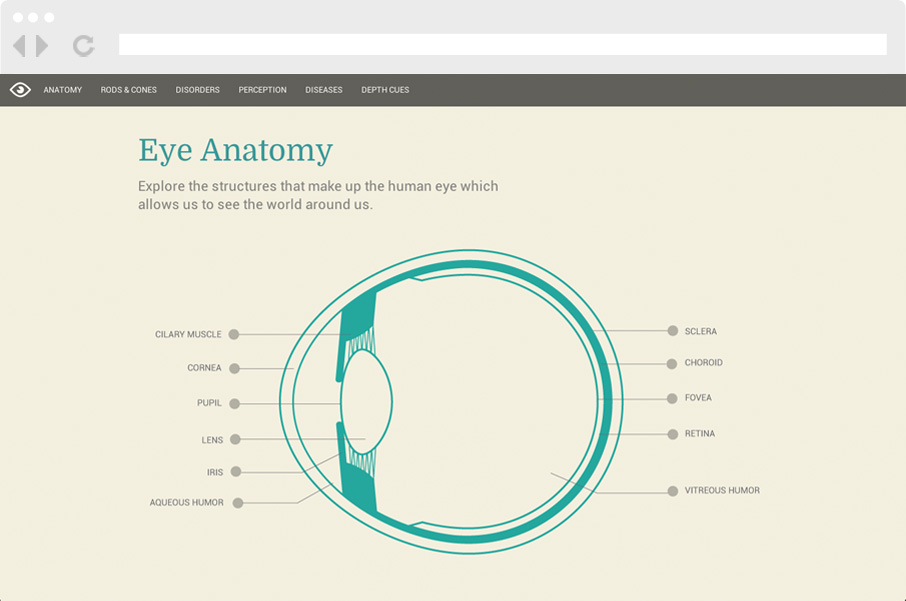 ANATOMY RODS & CONES DISORDERS PERCEPTION DISEASES DEPTH CUES
Eye Anatomy
Explore the structures that make up the human eye which
allows us to see the world around us.
CILARY MUSCLE
CORNEA
PUPIL
LENS
IRIS
AQUEOUS HUMOR
SCLERA
CHOROID
FOVEA
RETINA
VITREOUS HUMOR